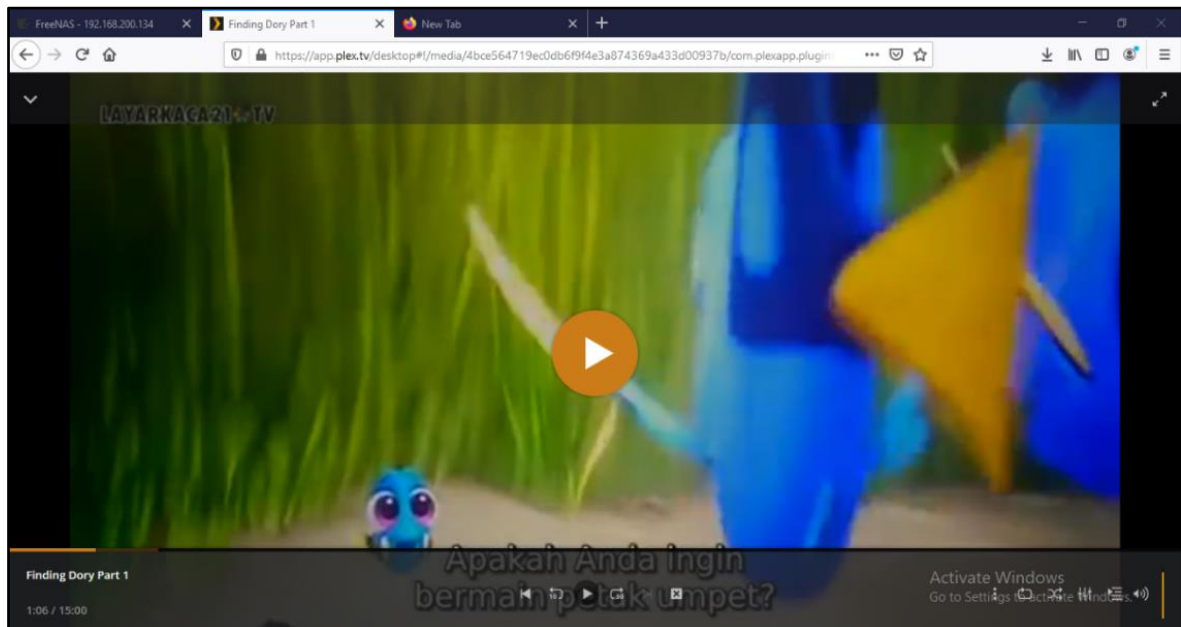 FreeNAS - 192.168.200.134
Finding Dory Part 1
New Tab
https://app.plex.tv/desktop#!/media/4bce564719ec0db6f9f4e3a874369a433d00937b/com.plexapp.plugin
LAYARKACA21 TV
Apakah Anda ingin
bermain petak umpet?
Finding Dory Part 1
1:06 / 15:00
Activate Windows
Go to Settings to activate Windows.